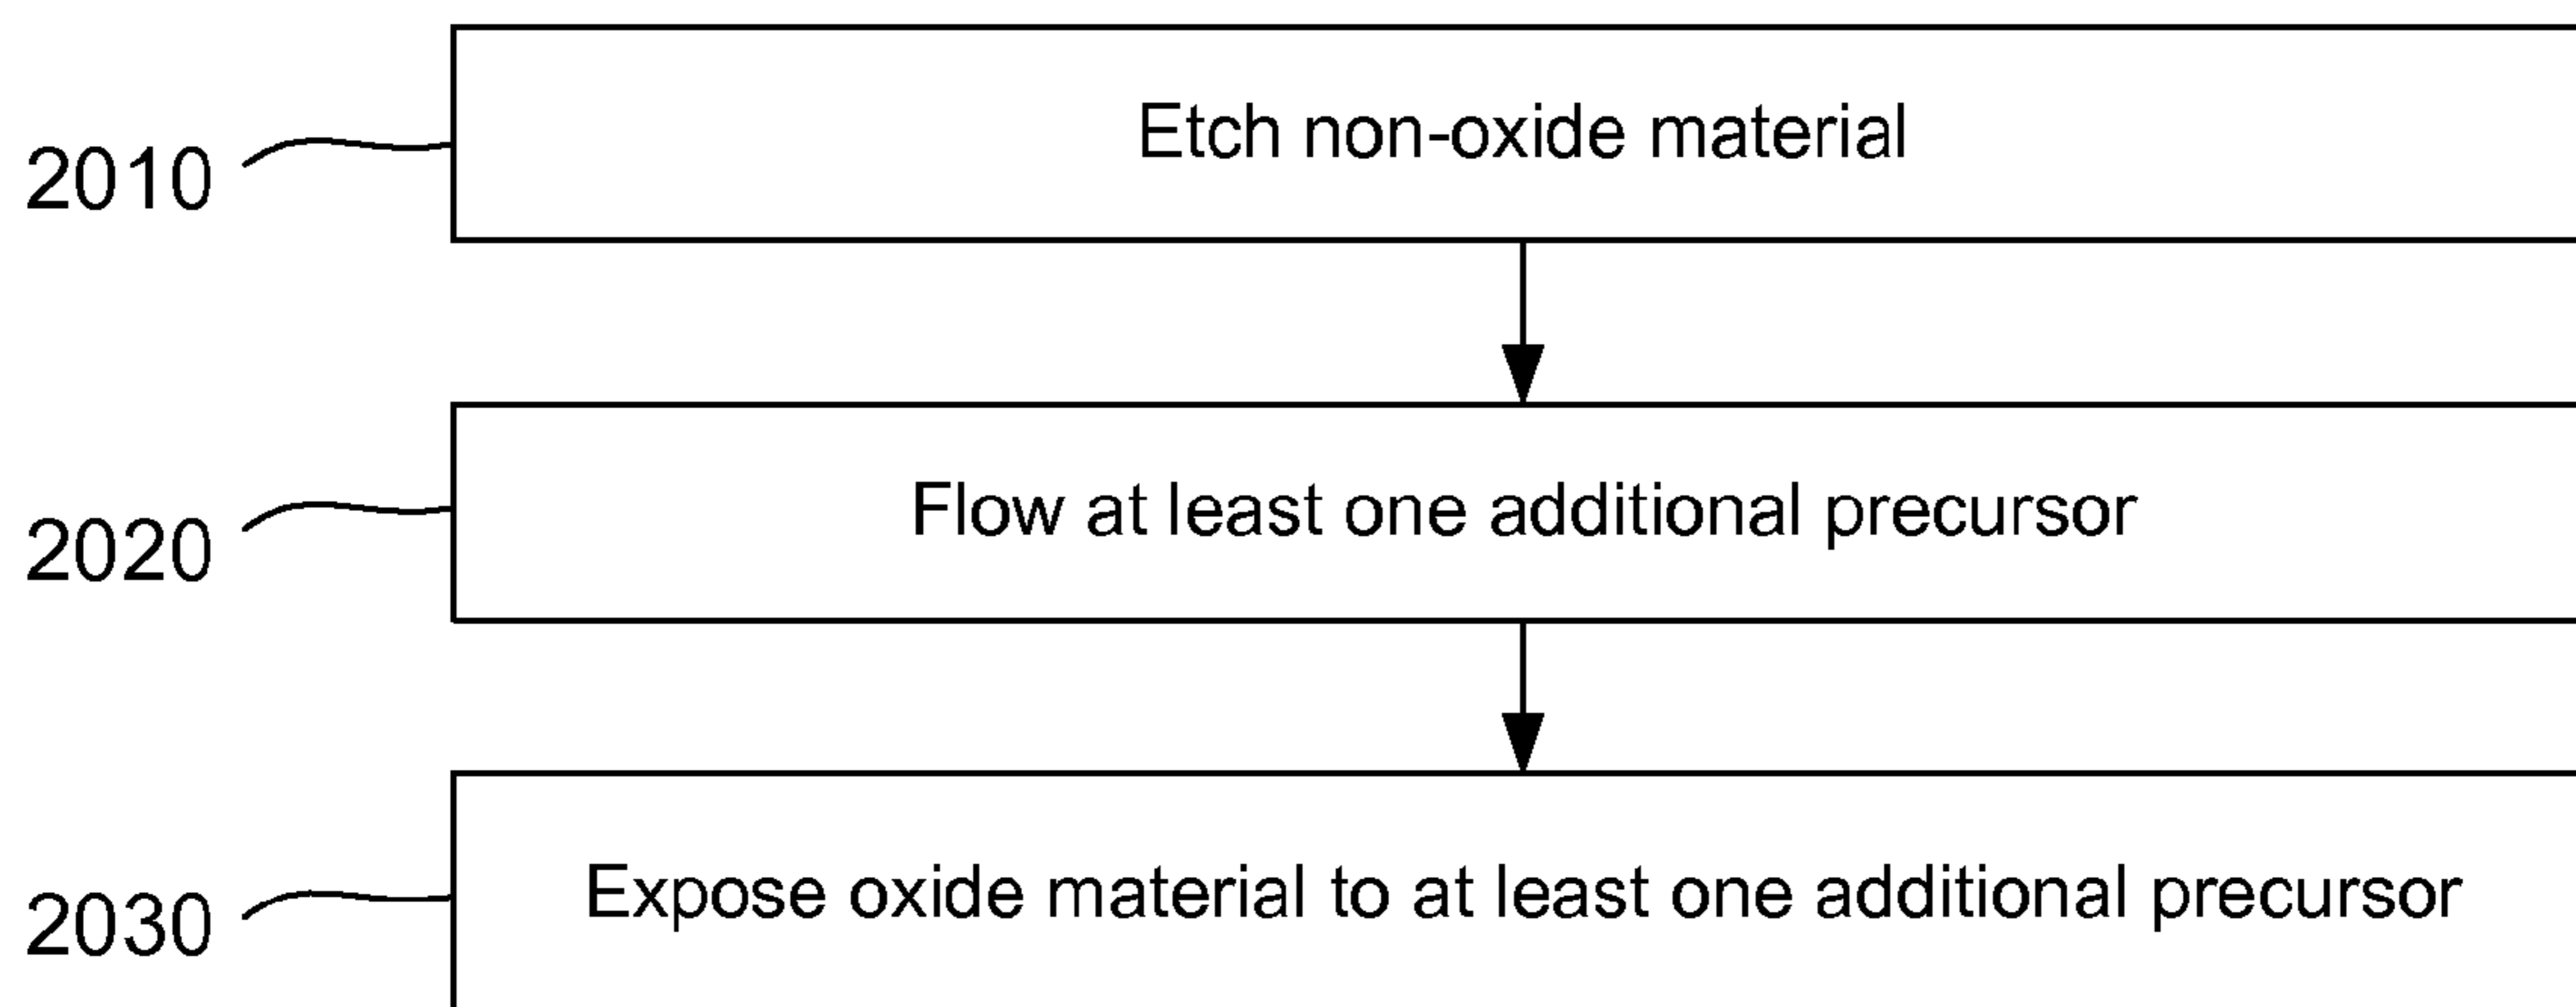 Etch non-oxide material
2010
Flow at least one additional precursor
2020
Expose oxide material to at least one additional precursor
2030